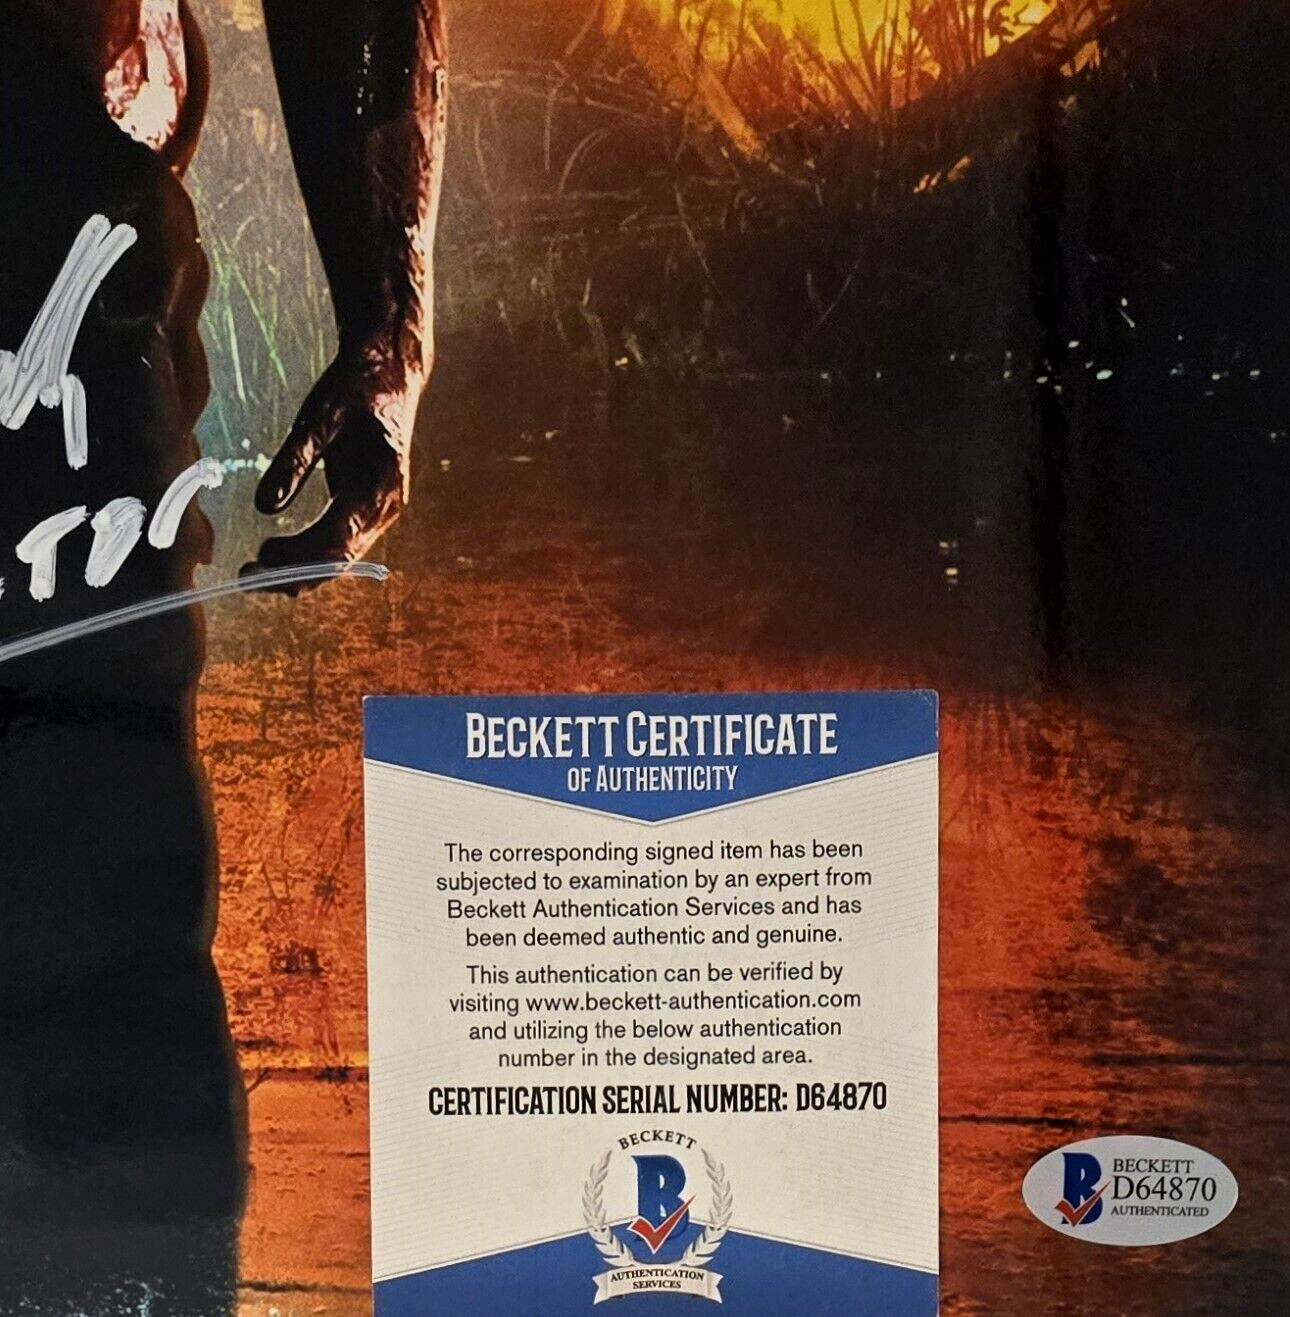 BECKETT CERTIFICATE
OF AUTHENTICITY
The corresponding signed item has been
subjected to examination by an expert from
Beckett Authentication Services and has
been deemed authentic and genuine.
This authentication can be verified by
visiting www.beckett-authentication.com
and utilizing the below authentication
number in the designated area.
CERTIFICATION SERIAL NUMBER: D64870
BECKETT
B
AUTHENTICATION
SERVICES
B
BECKETT
D64870
AUTHENTICATED